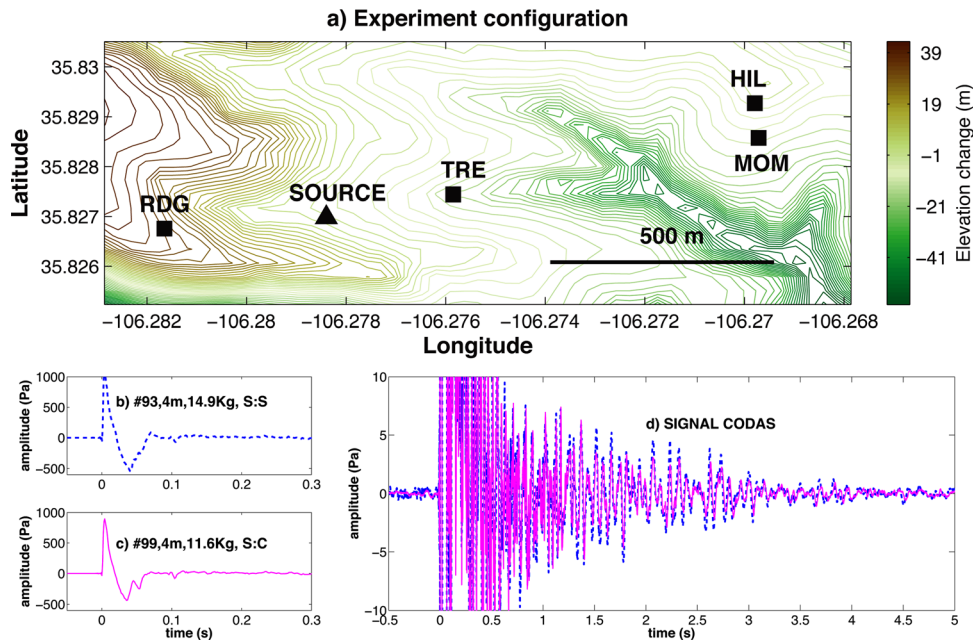 a) Experiment configuration
35.83
35.829
35.828
35.827
35.826
Latitude
HIL
MOM
TRE
SOURCE
RDG
500 m
39
19
−1
−21
−41
Elevation change (m)
−106.282
−106.28
−106.278
−106.276
−106.274
−106.272
−106.27
−106.268
Longitude
1000
500
0
−500
amplitude (Pa)
b) #93,4m,14.9Kg, S:S
0
0.1
0.2
0.3
1000
500
0
−500
amplitude (Pa)
c) #99,4m,11.6Kg, S:C
0
0.1
0.2
0.3
time (s)
10
5
0
−5
−10
amplitude (Pa)
d) SIGNAL CODAS
−0.5
0
0.5
1
1.5
2
2.5
3
3.5
4
4.5
5
time (s)